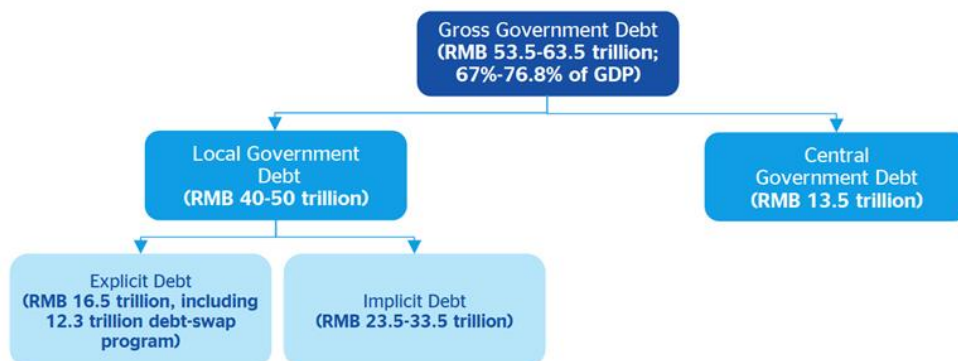 Gross Government Debt
(RMB 53.5-63.5 trillion;
67%-76.8% of GDP)
Local Government
Debt
(RMB 40-50 trillion)
Central
Government Debt
(RMB 13.5 trillion)
Explicit Debt
(RMB 16.5 trillion, including
12.3 trillion debt-swap
program)
Implicit Debt
(RMB 23.5-33.5 trillion)